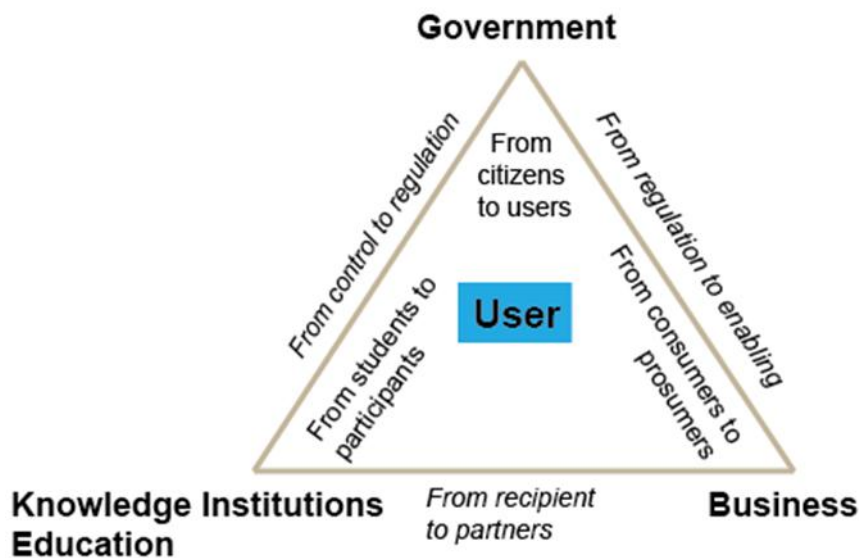 Government
From control to regulation
From regulation to enabling
From
citizens
to users
User
From students to
participants
From consumers to
prosumers
Knowledge Institutions
Education
From recipient
to partners
Business